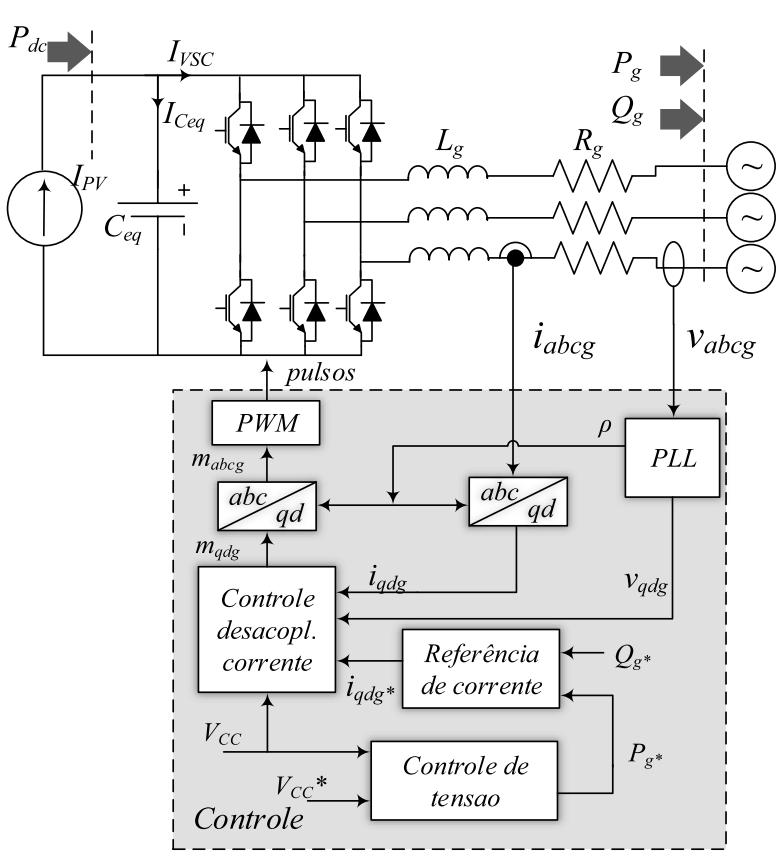 P_dc
I_VSC
I_Ceq
P_g
Q_g
L_g
R_g
I_PV
+
C_eq
−
~
~
~
i_abcg
v_abcg
pulsos
PWM
ρ
PLL
m_abcg
abc
qd
abc
qd
m_qdg
i_qdg
v_qdg
Controle
desacopl.
corrente
Referência
de corrente
Q_g*
i_qdg*
V_CC
P_g*
Controle de
tensao
V_CC*
Controle